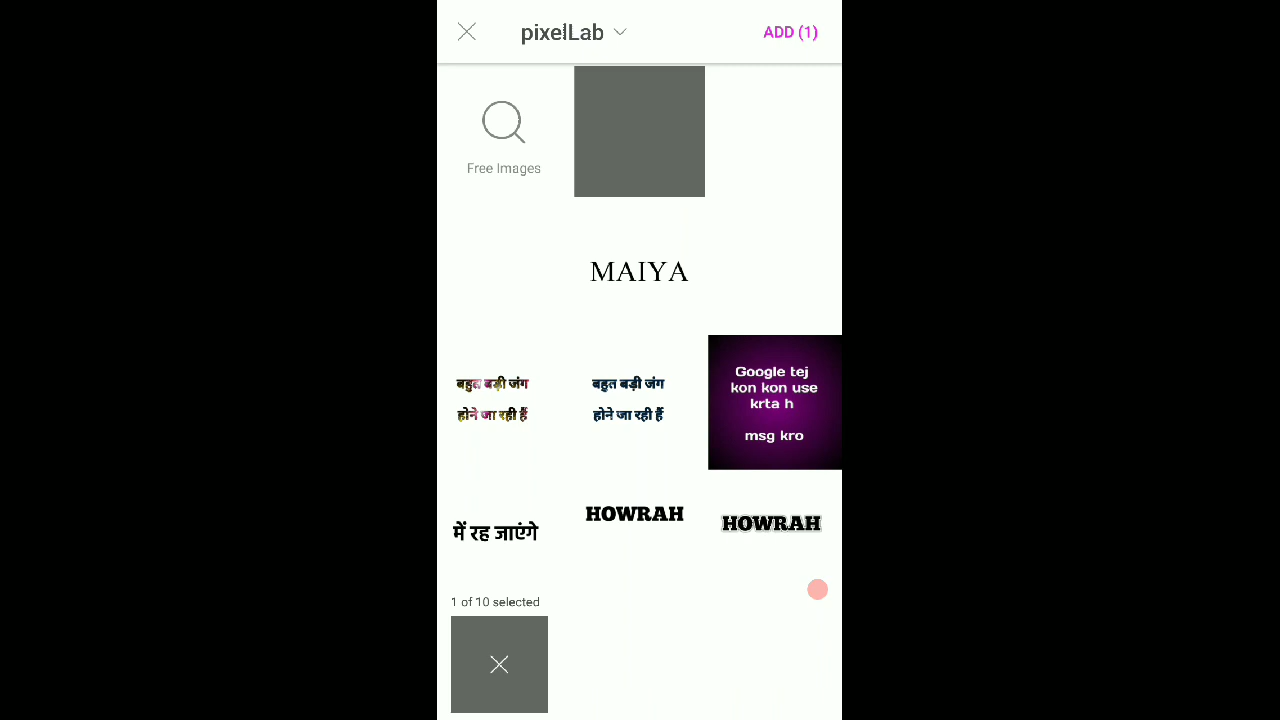 pixelLab
ADD (1)
Free Images
MAIYA
बहुत बड़ी जंग
होने जा रही हैं
बहुत बड़ी जंग
होने जा रही हैं
Google tej
kon kon use
krta h
msg kro
में रह जाएंगे
HOWRAH
HOWRAH
1 of 10 selected